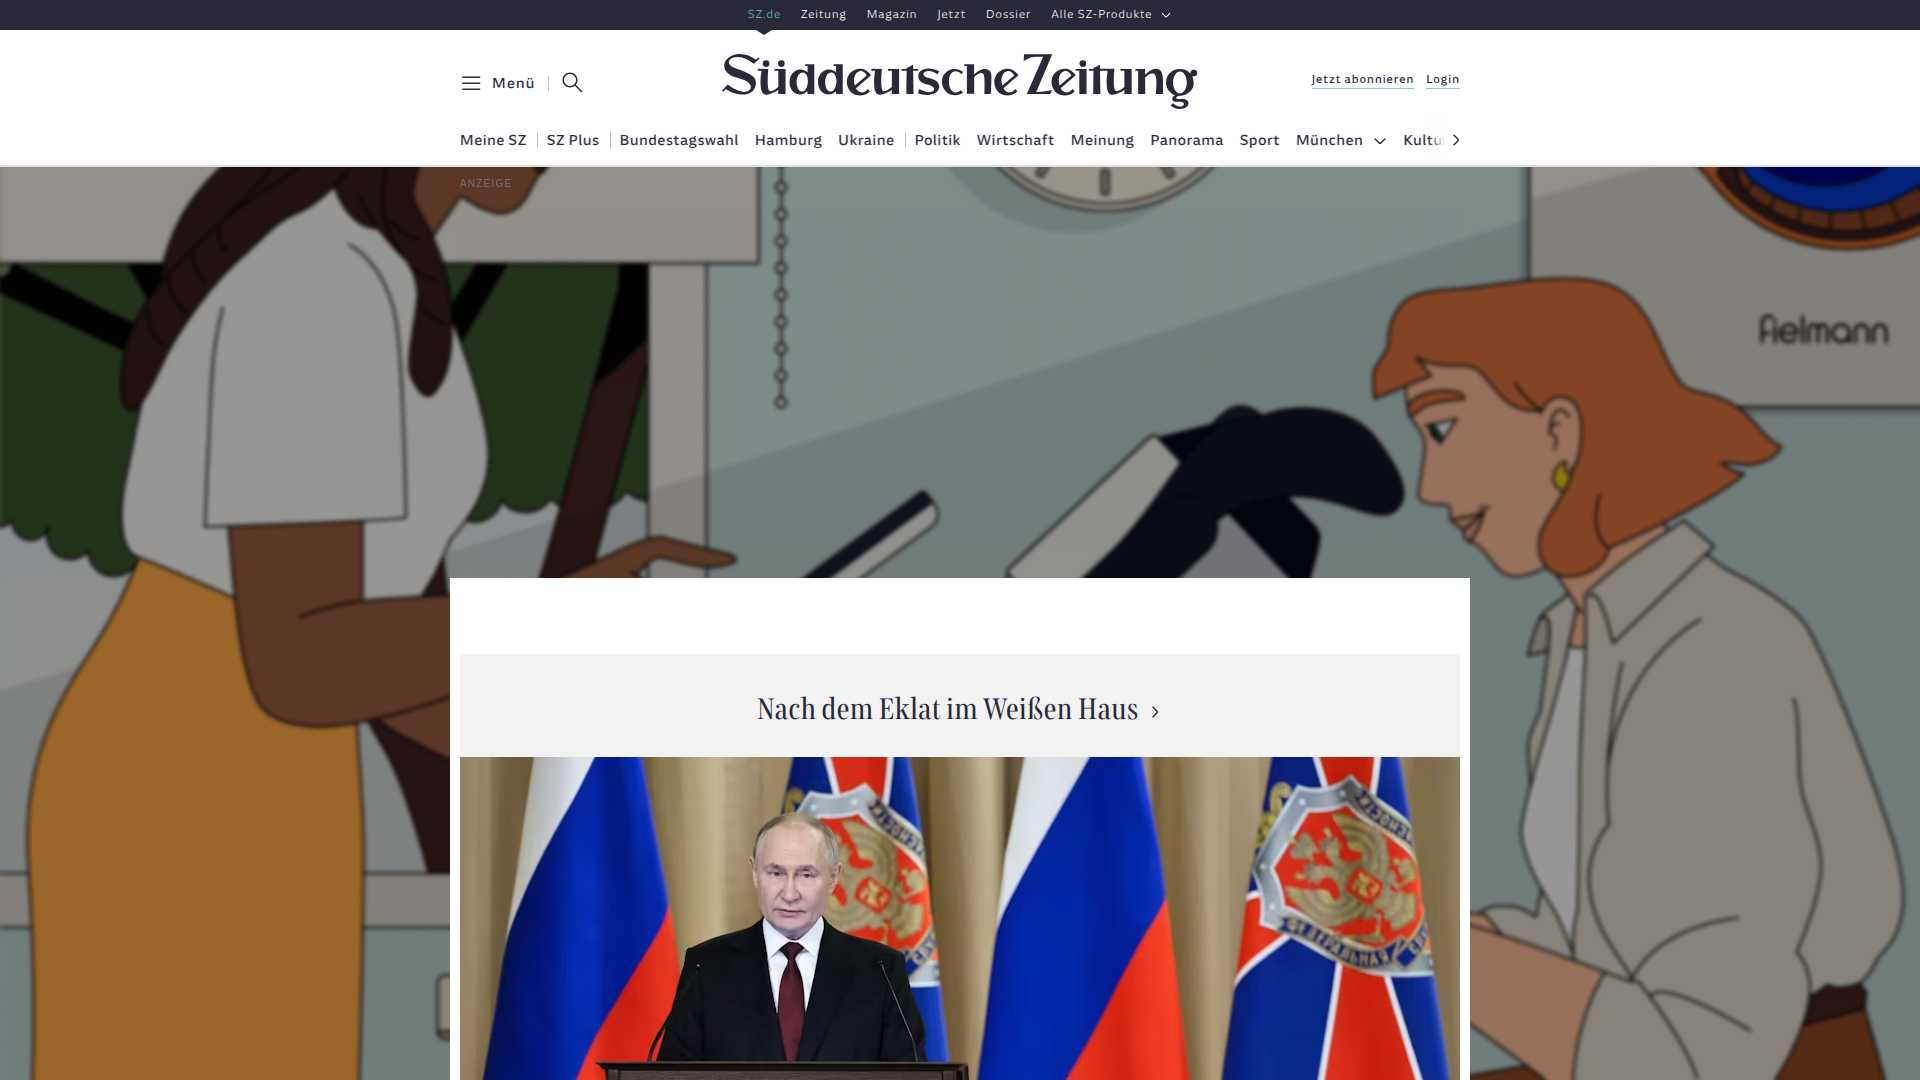 SZ.de Zeitung Magazin Jetzt Dossier Alle SZ-Produkte
Menü
Süddeutsche Zeitung
Jetzt abonnieren Login
Meine SZ SZ Plus Bundestagswahl Hamburg Ukraine Politik Wirtschaft Meinung Panorama Sport München Kultu
ANZEIGE
fielmann
Nach dem Eklat im Weißen Haus